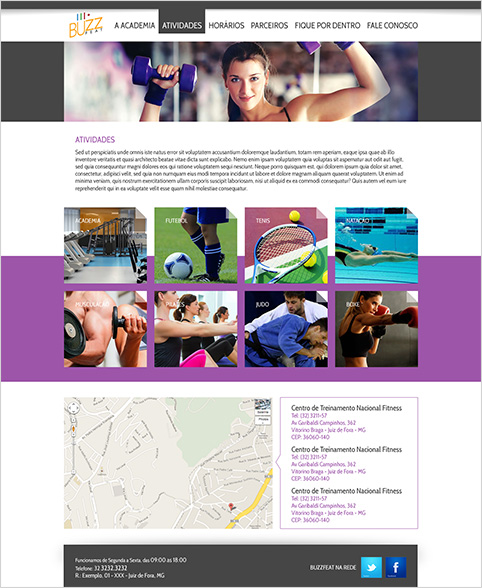 BUZZ
FEAT
A ACADEMIA ATIVIDADES HORÁRIOS PARCEIROS FIQUE POR DENTRO FALE CONOSCO
ATIVIDADES
Sed ut perspiciatis unde omnis iste natus error sit voluptatem accusantium doloremque laudantium, totam rem aperiam, eaque ipsa quae ab illo
inventore veritatis et quasi architecto beatae vitae dicta sunt explicabo. Nemo enim ipsam voluptatem quia voluptas sit aspernatur aut odit aut fugit,
sed quia consequuntur magni dolores eos qui ratione voluptatem sequi nesciunt. Neque porro quisquam est, qui dolorem ipsum quia dolor sit amet,
consectetur, adipisci velit, sed quia non numquam eius modi tempora incidunt ut labore et dolore magnam aliquam quaerat voluptatem. Ut enim ad
minima veniam, quis nostrum exercitationem ullam corporis suscipit laboriosam, nisi ut aliquid ex ea commodi consequatur? Quis autem vel eum iure
reprehenderit qui in ea voluptate velit esse quam nihil molestiae consequatur.
ACADEMIA FUTEBOL TENIS NATAÇÃO
MUSCULAÇÃO PILATES JUDO BOXE
Centro de Treinamento Nacional Fitness
Tel: (32) 3211-57
Av Garibaldi Campinhos, 362
Vitorino Braga - Juiz de Fora - MG
CEP: 36060-140
Centro de Treinamento Nacional Fitness
Tel: (32) 3211-57
Av Garibaldi Campinhos, 362
Vitorino Braga - Juiz de Fora - MG
CEP: 36060-140
Centro de Treinamento Nacional Fitness
Tel: (32) 3211-57
Av Garibaldi Campinhos, 362
Vitorino Braga - Juiz de Fora - MG
CEP: 36060-140
Funcionamos de Segunda a Sexta, das 09:00 as 18:00
Telefone: 32 3232.3232
R.: Exemplo, 01 - XXX - Juiz de Fora, MG
BUZZFEAT NA REDE